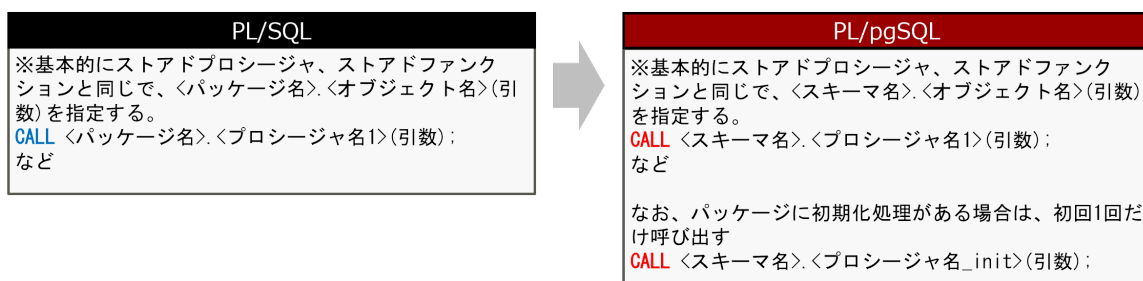 PL/SQL
※基本的にストアドプロシージャ、ストアドファンク
ションと同じで、<パッケージ名>.<オブジェクト名>(引
数)を指定する。
CALL <パッケージ名>.<プロシージャ名1>(引数);
など
PL/pgSQL
※基本的にストアドプロシージャ、ストアドファンク
ションと同じで、<スキーマ名>.<オブジェクト名>(引数)
を指定する。
CALL <スキーマ名>.<プロシージャ名1>(引数);
など
なお、パッケージに初期化処理がある場合は、初回1回だ
け呼び出す
CALL <スキーマ名>.<プロシージャ名_init>(引数);